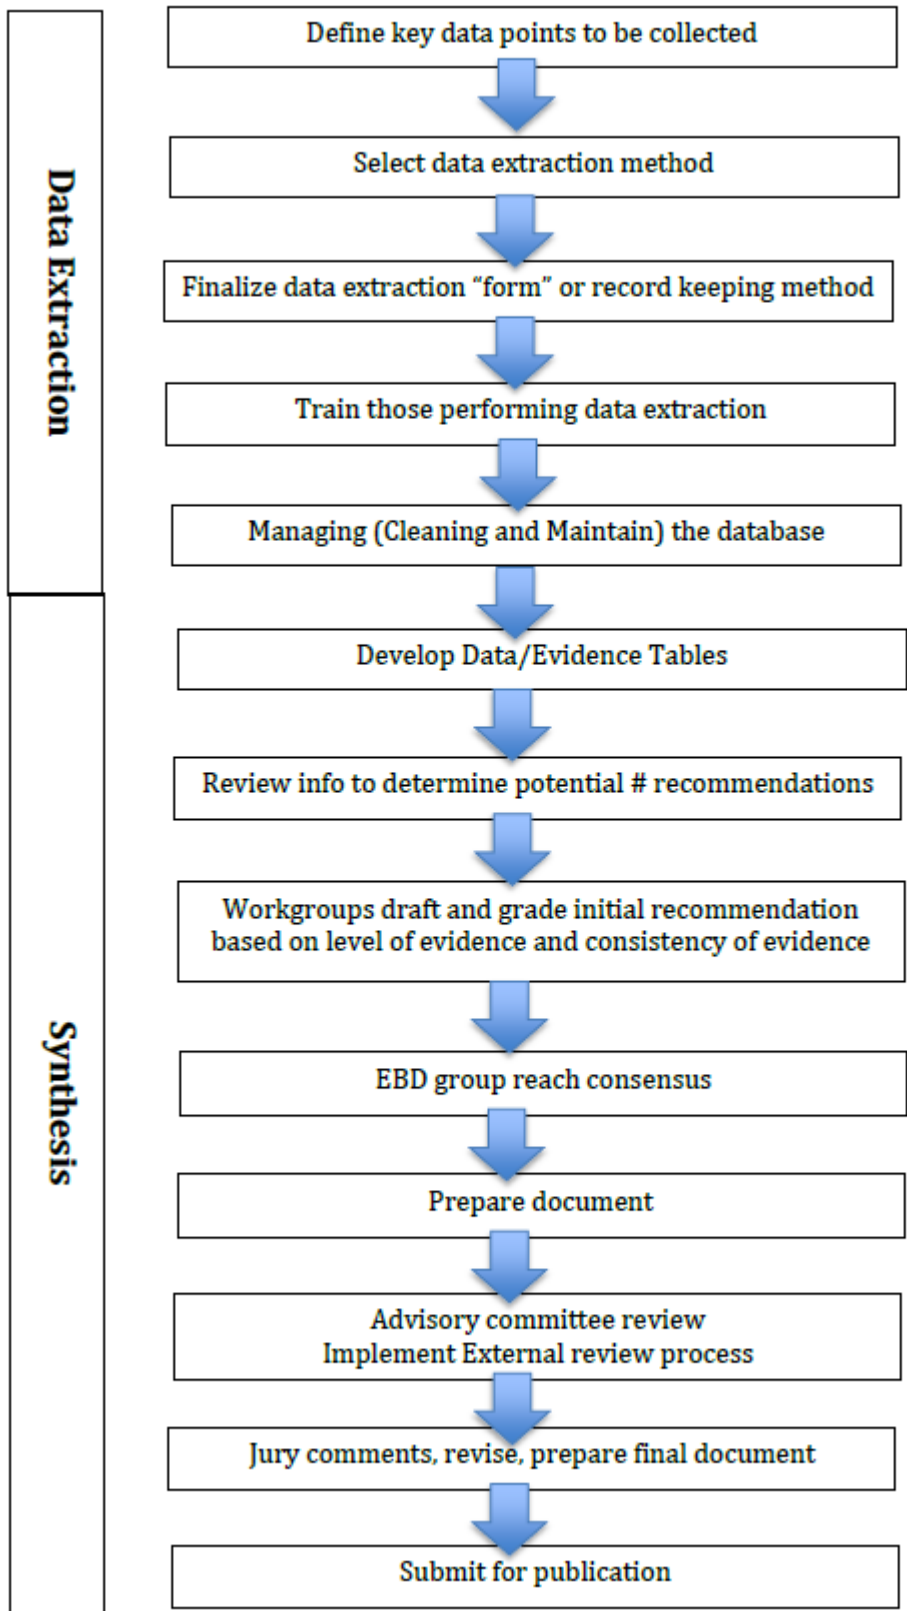 Data Extraction
Define key data points to be collected
Select data extraction method
Finalize data extraction “form” or record keeping method
Train those performing data extraction
Managing (Cleaning and Maintain) the database
Synthesis
Develop Data/Evidence Tables
Review info to determine potential # recommendations
Workgroups draft and grade initial recommendation
based on level of evidence and consistency of evidence
EBD group reach consensus
Prepare document
Advisory committee review
Implement External review process
Jury comments, revise, prepare final document
Submit for publication